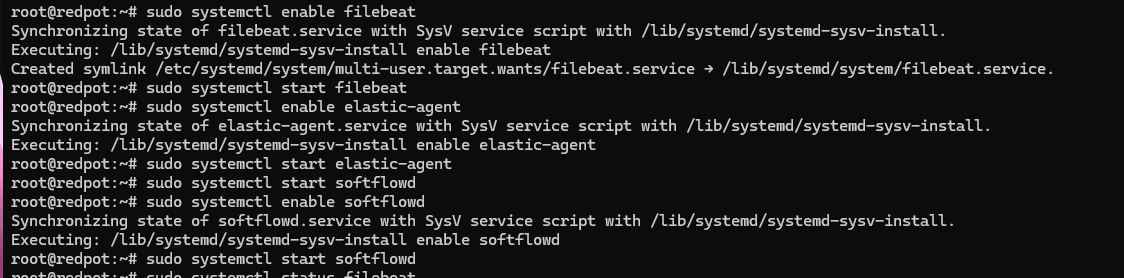 root@redpot:~# sudo systemctl enable filebeat
Synchronizing state of filebeat.service with SysV service script with /lib/systemd/systemd-sysv-install.
Executing: /lib/systemd/systemd-sysv-install enable filebeat
Created symlink /etc/systemd/system/multi-user.target.wants/filebeat.service → /lib/systemd/system/filebeat.service.
root@redpot:~# sudo systemctl start filebeat
root@redpot:~# sudo systemctl enable elastic-agent
Synchronizing state of elastic-agent.service with SysV service script with /lib/systemd/systemd-sysv-install.
Executing: /lib/systemd/systemd-sysv-install enable elastic-agent
root@redpot:~# sudo systemctl start elastic-agent
root@redpot:~# sudo systemctl start softflowd
root@redpot:~# sudo systemctl enable softflowd
Synchronizing state of softflowd.service with SysV service script with /lib/systemd/systemd-sysv-install.
Executing: /lib/systemd/systemd-sysv-install enable softflowd
root@redpot:~# sudo systemctl start softflowd
root@redpot:~# sudo systemctl status filebeat